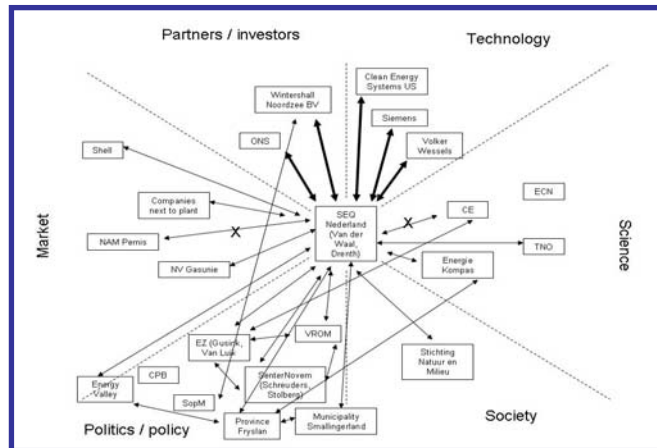 Partners / investors
Technology
Clean Energy
Systems US
Wintershall
Noordzee BV
Siemens
ONS
Volker
Wessels
Shell
ECN
Companies
next to plant
SEQ
Nederland
(Van der
Waal,
Drenth)
X
X
CE
Market
Science
NAM Pernis
TNO
NV Gasunie
Energie
Kompas
VROM
EZ (Gusink,
Van Luik
Stichting
Natuur en
Milieu
CPB
SenterNovem
(Schreuders,
Stolberg)
Energy
Valley
SopM
Province
Fryslan
Municipality
Smallingerland
Society
Politics / policy